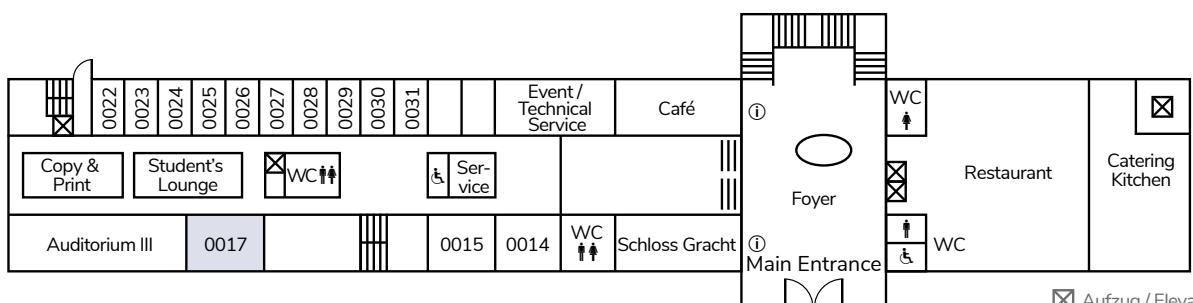 0022
0023
0024
0025
0026
0027
0028
0029
0030
0031
Event /
Technical
Service
Café
WC
Copy &
Print
Student's
Lounge
WC
Ser-
vice
Foyer
Restaurant
Catering
Kitchen
Auditorium III
0017
0015
0014
WC
Schloss Gracht
WC
Main Entrance
Aufzug / Eleva